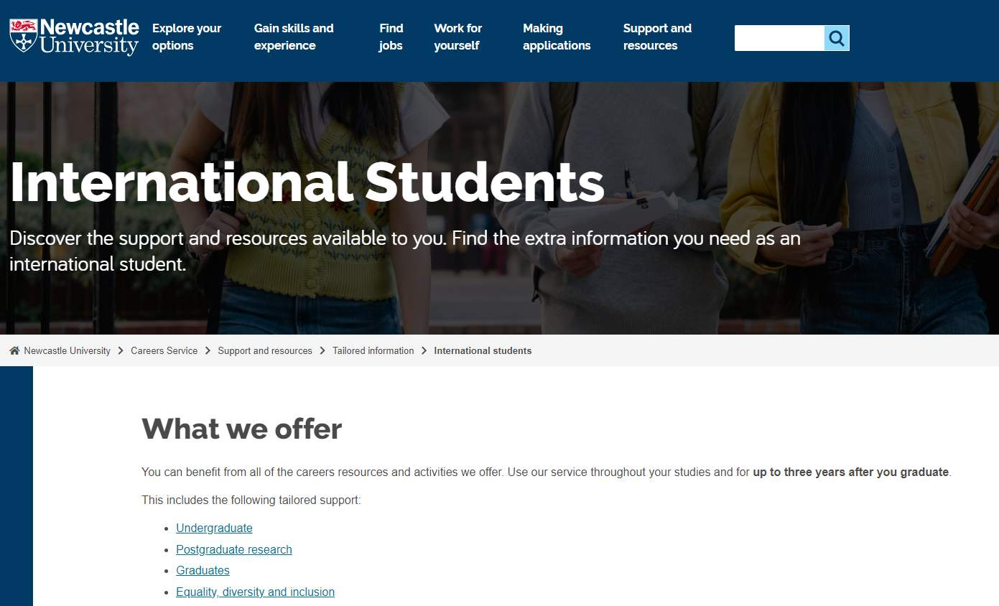 Newcastle
University
Explore your
options
Gain skills and
experience
Find
jobs
Work for
yourself
Making
applications
Support and
resources
International Students
Discover the support and resources available to you. Find the extra information you need as an
international student.
Newcastle University > Careers Service > Support and resources > Tailored information > International students
What we offer
You can benefit from all of the careers resources and activities we offer. Use our service throughout your studies and for up to three years after you graduate.
This includes the following tailored support:
• Undergraduate
• Postgraduate research
• Graduates
• Equality, diversity and inclusion